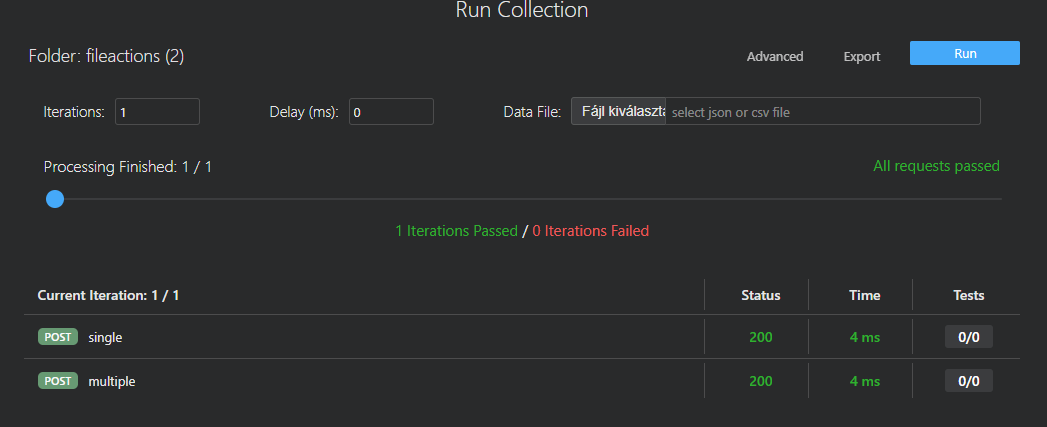 Run Collection
Folder: fileactions (2) Advanced Export Run
Iterations: 1 Delay (ms): 0 Data File: Fájl kiválasztá select json or csv file
Processing Finished: 1 / 1 All requests passed
1 Iterations Passed / 0 Iterations Failed
Current Iteration: 1 / 1 Status Time Tests
POST single 200 4 ms 0/0
POST multiple 200 4 ms 0/0